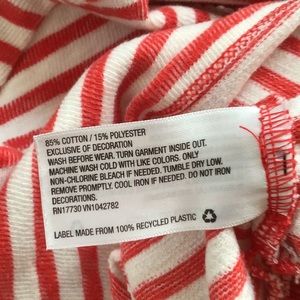 85% COTTON / 15% POLYESTER
EXCLUSIVE OF DECORATION
WASH BEFORE WEAR. TURN GARMENT INSIDE OUT.
MACHINE WASH COLD WITH LIKE COLORS. ONLY
NON-CHLORINE BLEACH IF NEEDED. TUMBLE DRY LOW.
REMOVE PROMPTLY. COOL IRON IF NEEDED. DO NOT IRON
DECORATIONS.
RN17730 VN1042782
LABEL MADE FROM 100% RECYCLED PLASTIC